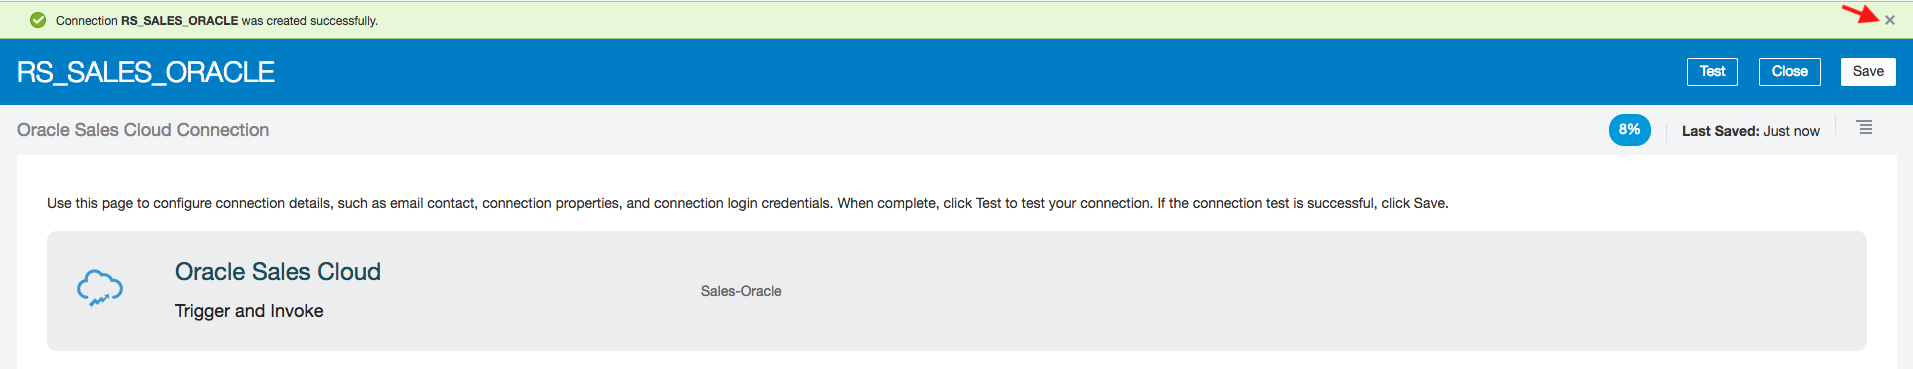 Connection RS_SALES_ORACLE was created successfully.
RS_SALES_ORACLE
Test
Close
Save
Oracle Sales Cloud Connection
8%
Last Saved: Just now
Use this page to configure connection details, such as email contact, connection properties, and connection login credentials. When complete, click Test to test your connection. If the connection test is successful, click Save.
Oracle Sales Cloud
Trigger and Invoke
Sales-Oracle